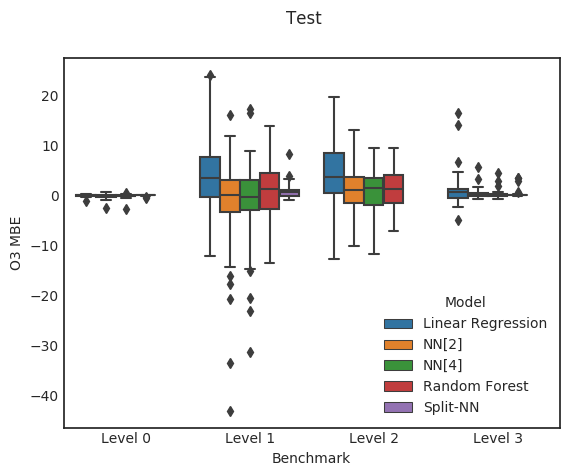 Test
O3 MBE
20
10
0
−10
−20
−30
−40
Model
Linear Regression
NN[2]
NN[4]
Random Forest
Split-NN
Level 0 Level 1 Level 2 Level 3
Benchmark